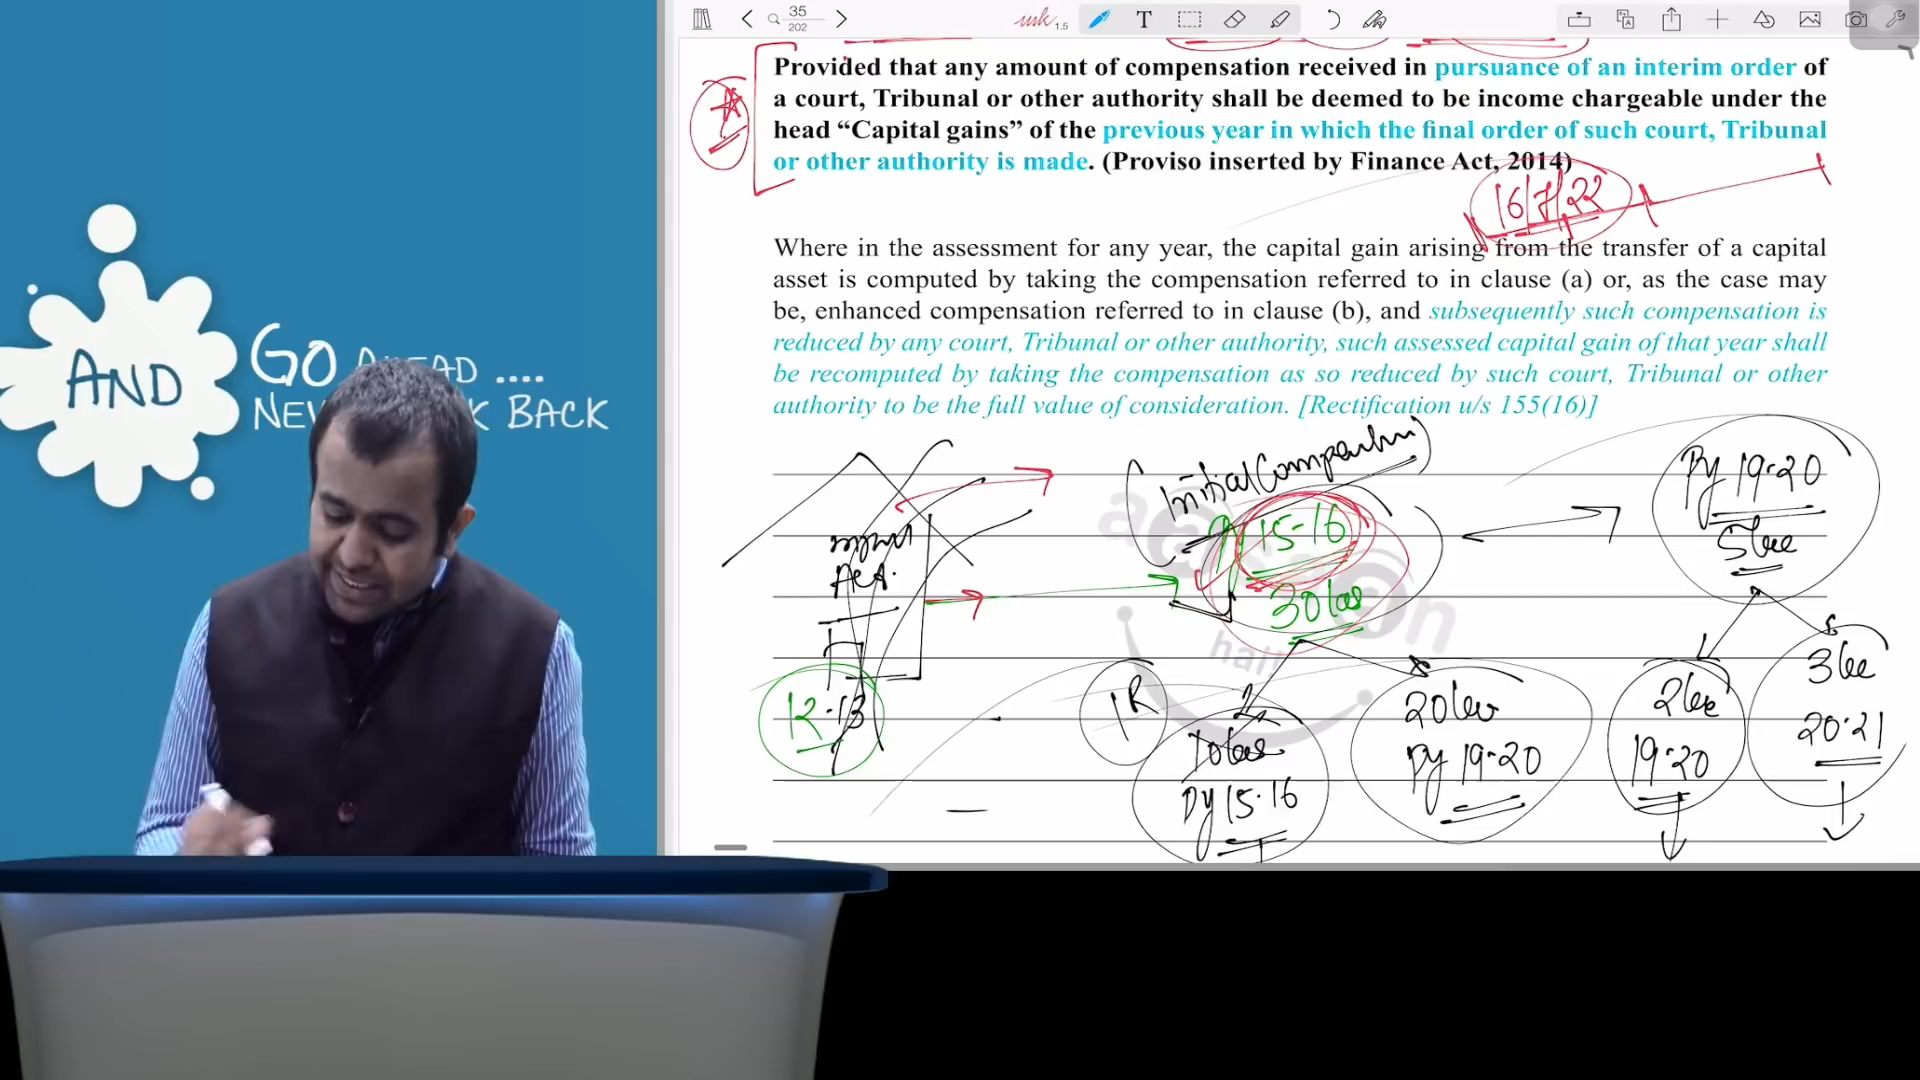 35
202
1.5
T
Provided that any amount of compensation received in pursuance of an interim order of
a court, Tribunal or other authority shall be deemed to be income chargeable under the
head “Capital gains” of the previous year in which the final order of such court, Tribunal
or other authority is made. (Proviso inserted by Finance Act, 2014)
16/7/22
Where in the assessment for any year, the capital gain arising from the transfer of a capital
asset is computed by taking the compensation referred to in clause (a) or, as the case may
be, enhanced compensation referred to in clause (b), and subsequently such compensation is
reduced by any court, Tribunal or other authority, such assessed capital gain of that year shall
be recomputed by taking the compensation as so reduced by such court, Tribunal or other
authority to be the full value of consideration. [Rectification u/s 155(16)]
AND
GO AHEAD ....
BACK
Initial
15-16
30 lac
Py 19-20
5 lac
12-13
1R
10 lac
Py 15-16
20 lac
Py 19-20
2 lac
19-20
3 lac
20-21